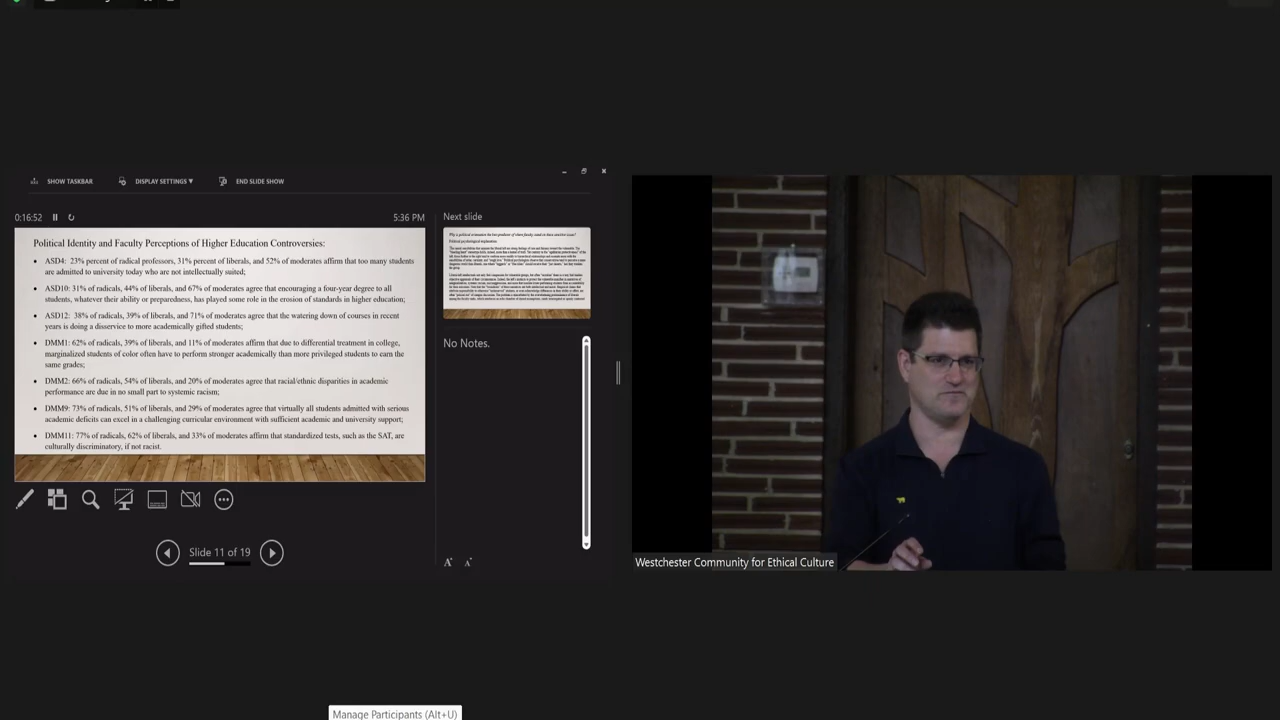 SHOW TASKBAR
DISPLAY SETTINGS ▾
END SLIDE SHOW
0:16:52
5:36 PM
Political Identity and Faculty Perceptions of Higher Education Controversies:
• ASD4: 23% percent of radical professors, 31% percent of liberals, and 52% of moderates affirm that too many students
are admitted to university today who are not intellectually suited;
• ASD10: 31% of radicals, 44% of liberals, and 67% of moderates agree that encouraging a four-year degree to all
students, whatever their ability or preparedness, has played some role in the erosion of standards in higher education;
• ASD12: 38% of radicals, 39% of liberals, and 71% of moderates agree that the watering down of courses in recent
years is doing a disservice to more academically gifted students;
• DMM1: 62% of radicals, 39% of liberals, and 11% of moderates affirm that due to differential treatment in college,
marginalized students of color often have to perform stronger academically than more privileged students to earn the
same grades;
• DMM2: 66% of radicals, 54% of liberals, and 20% of moderates agree that racial/ethnic disparities in academic
performance are due in no small part to systemic racism;
• DMM9: 73% of radicals, 51% of liberals, and 29% of moderates agree that virtually all students admitted with serious
academic deficits can excel in a challenging curricular environment with sufficient academic and university support;
• DMM11: 77% of radicals, 62% of liberals, and 33% of moderates affirm that standardized tests, such as the SAT, are
culturally discriminatory, if not racist.
Slide 11 of 19
Next slide
Political psychological explanation:
No Notes.
A A
Westchester Community for Ethical Culture
Manage Participants (Alt+U)